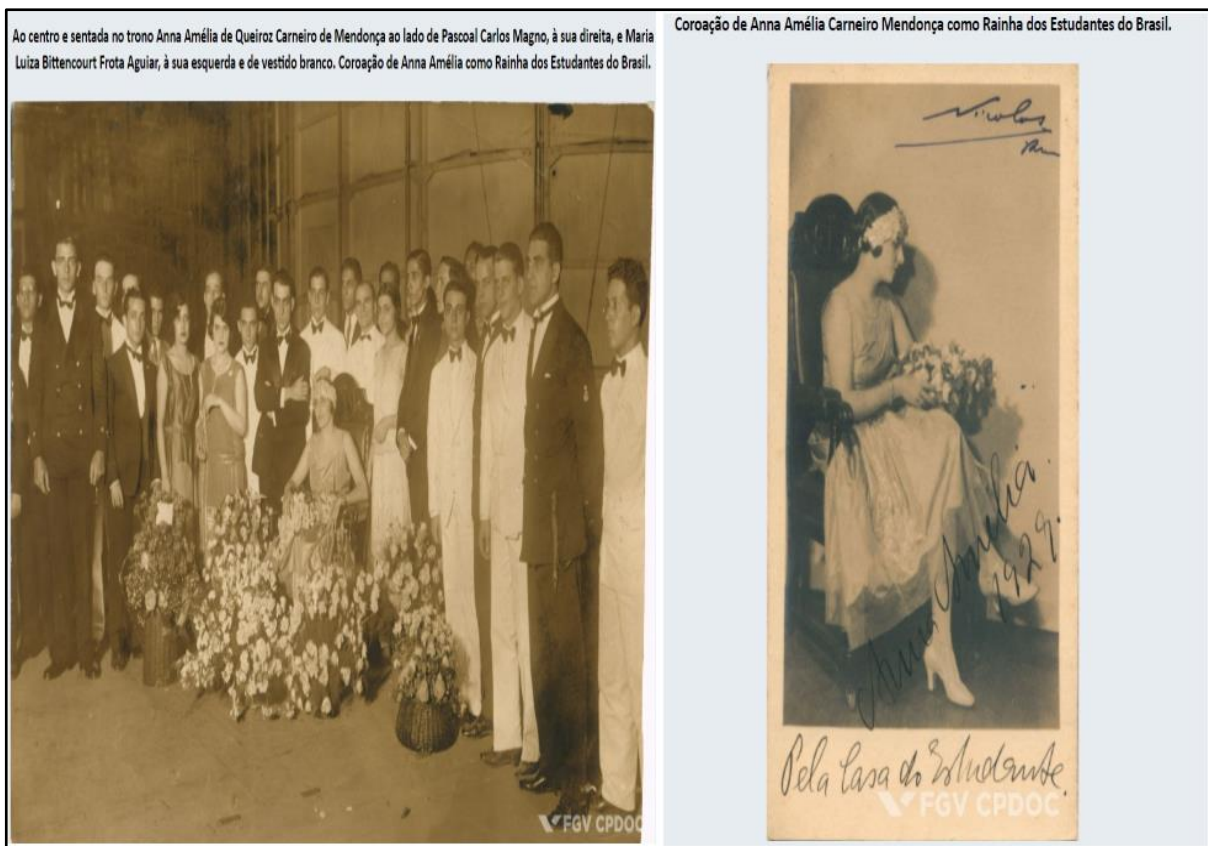 Ao centro e sentada no trono Anna Amélia de Queiroz Carneiro de Mendonça ao lado de Pascoal Carlos Magno, à sua direita, e Maria
Luiza Bittencourt Frota Aguiar, à sua esquerda e de vestido branco. Coroação de Anna Amélia como Rainha dos Estudantes do Brasil.
FGV CPDOC
Coroação de Anna Amélia Carneiro Mendonça como Rainha dos Estudantes do Brasil.
Nicolas
Anna Amélia.
1929.
Pela Casa do Estudante.
FGV CPDOC